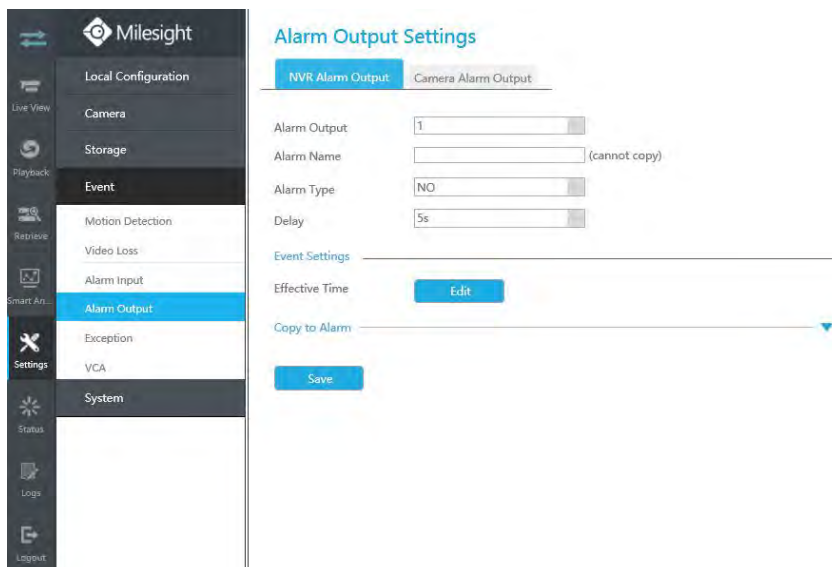 Milesight
Live View
Playback
Retrieve
Smart An...
Settings
Status
Logs
Logout
Local Configuration
Camera
Storage
Event
Motion Detection
Video Loss
Alarm Input
Alarm Output
Exception
VCA
System
Alarm Output Settings
NVR Alarm Output Camera Alarm Output
Alarm Output 1
Alarm Name (cannot copy)
Alarm Type NO
Delay 5s
Event Settings
Effective Time Edit
Copy to Alarm
Save